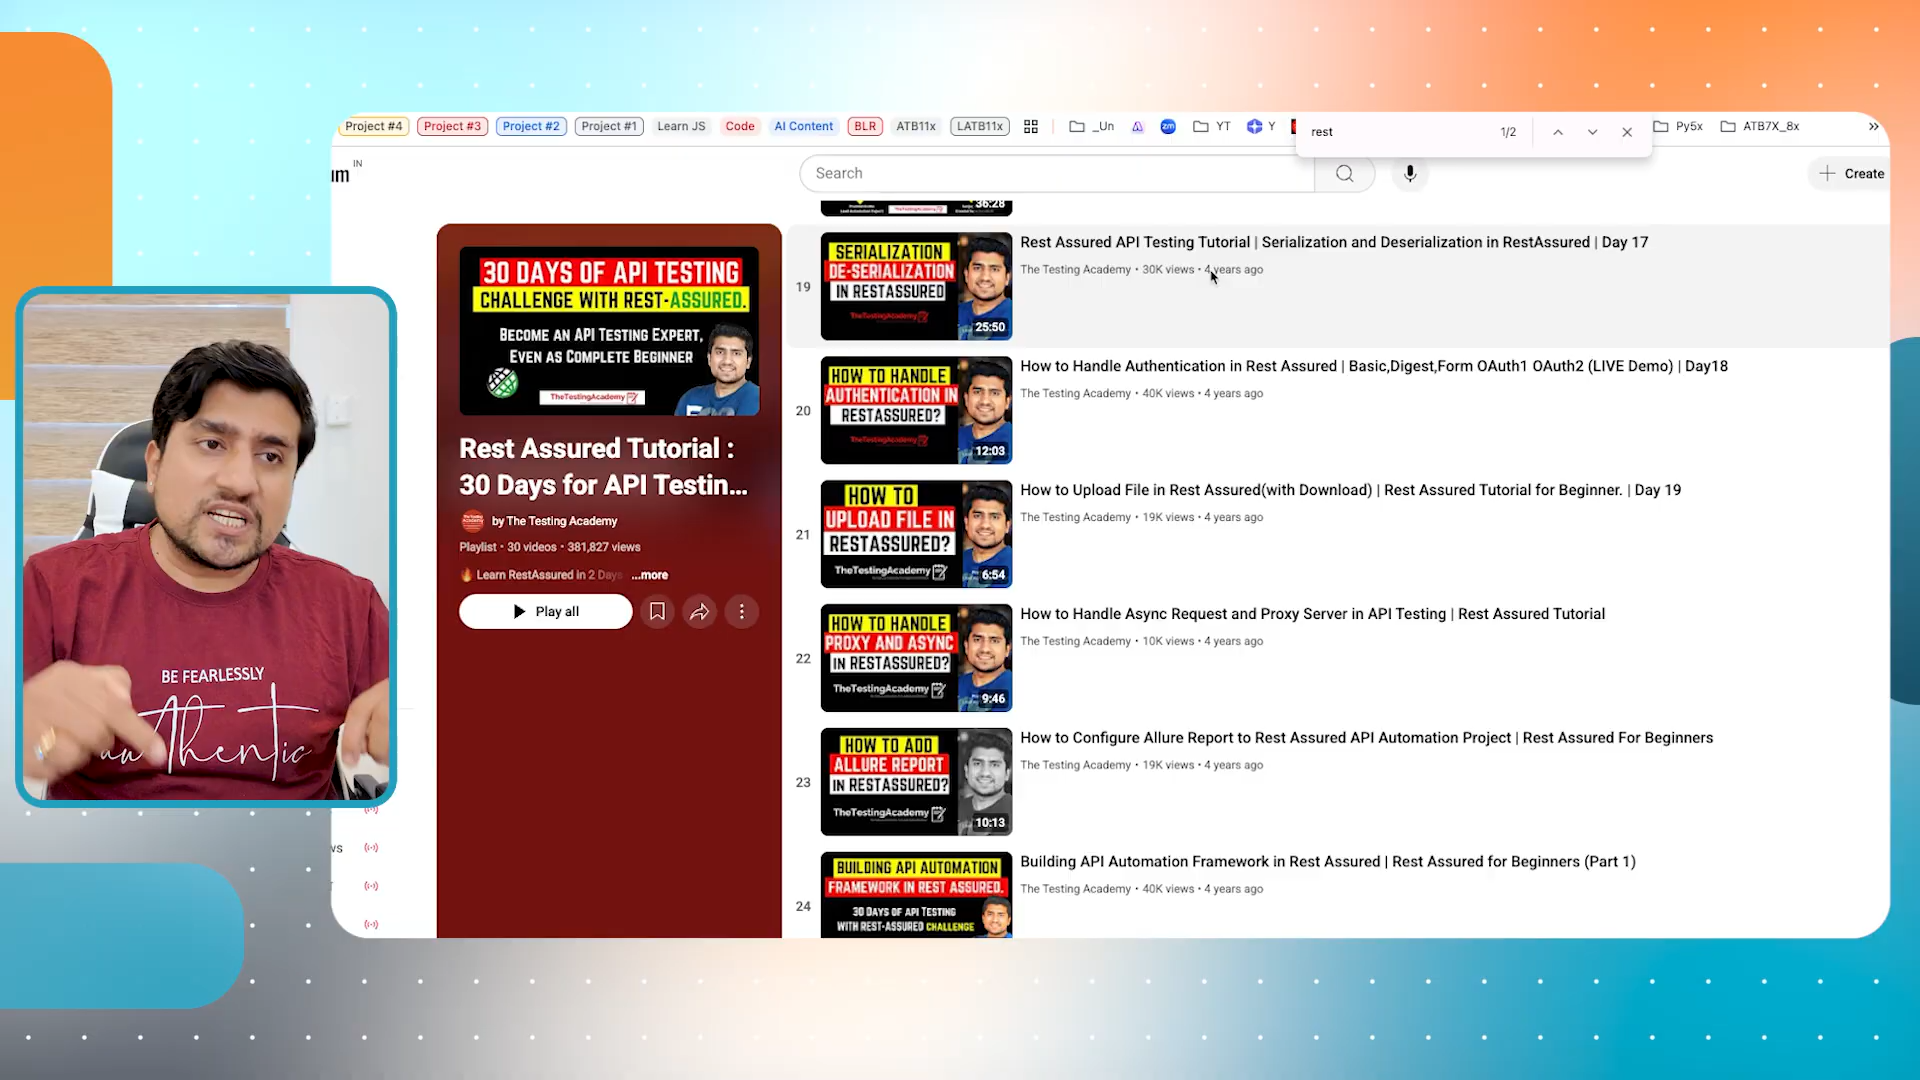 Project #4 Project #3 Project #2 Project #1 Learn JS Code AI Content BLR ATB11x LATB11x _Un zm YT Y rest 1/2 Py5x ATB7X_8x »
um IN Search Create
30 DAYS OF API TESTING
CHALLENGE WITH REST-ASSURED.
BECOME AN API TESTING EXPERT,
EVEN AS COMPLETE BEGINNER
TheTestingAcademy
Rest Assured Tutorial :
30 Days for API Testin...
by The Testing Academy
Playlist • 30 videos • 381,827 views
Learn RestAssured in 2 Days ...more
Play all
36:28
19
SERIALIZATION
DE-SERIALIZATION
IN RESTASSURED
TheTestingAcademy
25:50
Rest Assured API Testing Tutorial | Serialization and Deserialization in RestAssured | Day 17
The Testing Academy • 30K views • 4 years ago
20
HOW TO HANDLE
AUTHENTICATION IN
RESTASSURED?
TheTestingAcademy
12:03
How to Handle Authentication in Rest Assured | Basic,Digest,Form OAuth1 OAuth2 (LIVE Demo) | Day18
The Testing Academy • 40K views • 4 years ago
21
HOW TO
UPLOAD FILE IN
RESTASSURED?
TheTestingAcademy
6:54
How to Upload File in Rest Assured(with Download) | Rest Assured Tutorial for Beginner. | Day 19
The Testing Academy • 19K views • 4 years ago
22
HOW TO HANDLE
PROXY AND ASYNC
IN RESTASSURED?
TheTestingAcademy
9:46
How to Handle Async Request and Proxy Server in API Testing | Rest Assured Tutorial
The Testing Academy • 10K views • 4 years ago
23
HOW TO ADD
ALLURE REPORT
IN RESTASSURED?
TheTestingAcademy
10:13
How to Configure Allure Report to Rest Assured API Automation Project | Rest Assured For Beginners
The Testing Academy • 19K views • 4 years ago
24
BUILDING API AUTOMATION
FRAMEWORK IN REST ASSURED.
30 DAYS OF API TESTING
WITH REST-ASSURED CHALLENGE
Building API Automation Framework in Rest Assured | Rest Assured for Beginners (Part 1)
The Testing Academy • 40K views • 4 years ago
BE FEARLESSLY
authentic